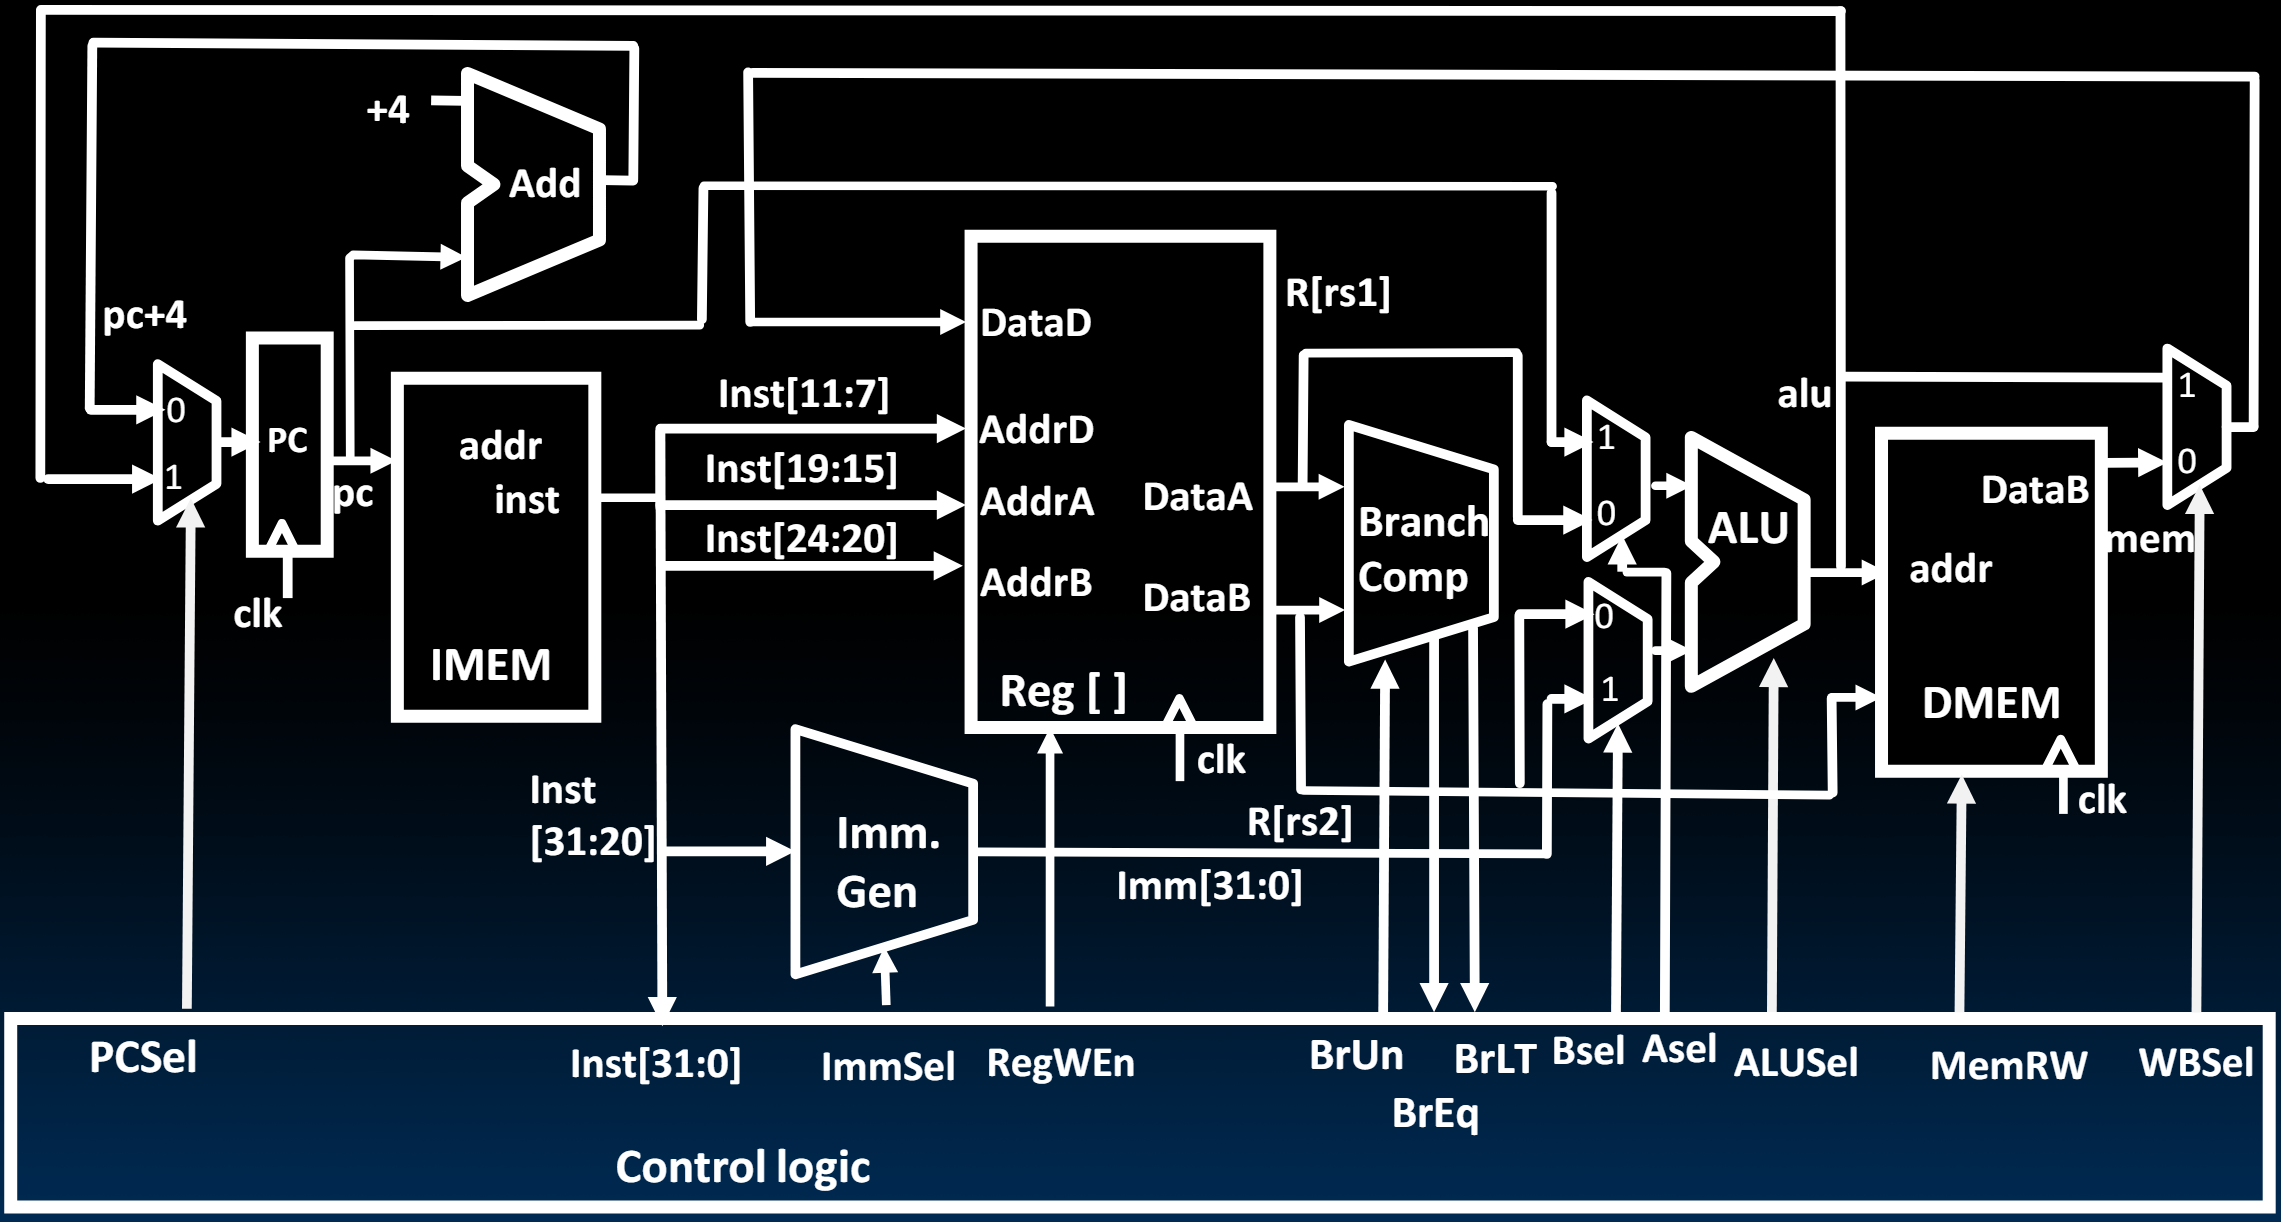 +4
Add
pc+4
R[rs1]
DataD
0
PC
1
pc
clk
addr
inst
IMEM
Inst[11:7]
Inst[19:15]
Inst[24:20]
AddrD
AddrA
AddrB
DataA
DataB
Reg [ ]
clk
Branch
Comp
1
0
0
1
ALU
alu
addr
DataB
DMEM
clk
mem
1
0
Inst
[31:20]
Imm.
Gen
R[rs2]
Imm[31:0]
PCSel
Inst[31:0]
ImmSel
RegWEn
BrUn
BrEq
BrLT
Bsel
Asel
ALUSel
MemRW
WBSel
Control logic